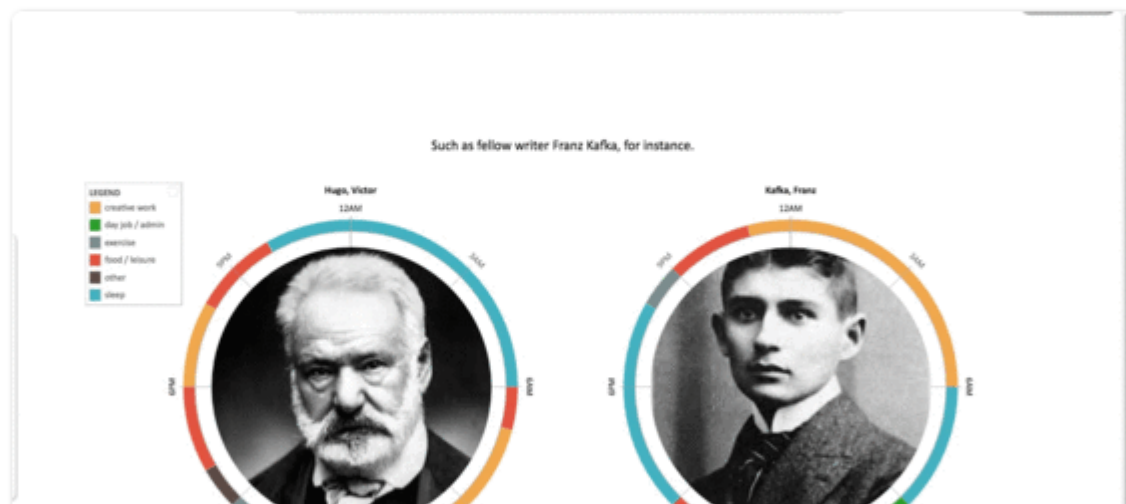 Such as fellow writer Franz Kafka, for instance.
LEGEND
creative work
day job / admin
exercise
food / leisure
other
sleep
Hugo, Victor
12AM
9PM
3AM
6PM
6AM
Kafka, Franz
12AM
9PM
3AM
6PM
6AM